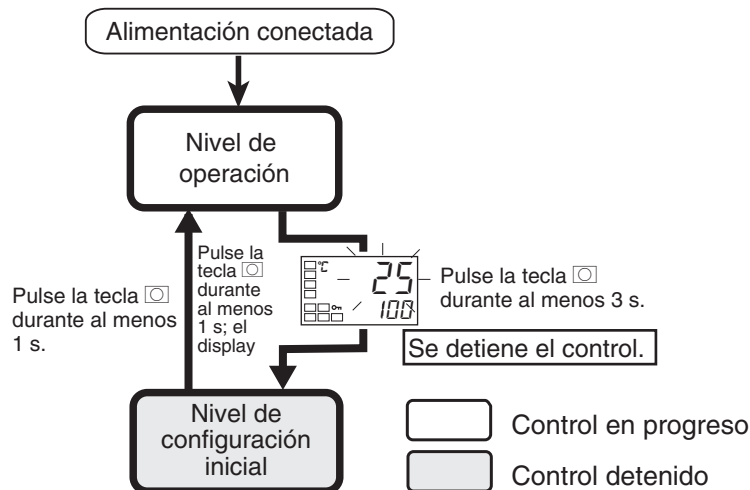 Alimentación conectada
Nivel de
operación
Pulse la tecla
durante al menos
1 s.
Pulse la
tecla
durante
al menos
1 s; el
display
°C
25
100
Pulse la tecla
durante al menos 3 s.
Se detiene el control.
Nivel de
configuración
inicial
Control en progreso
Control detenido